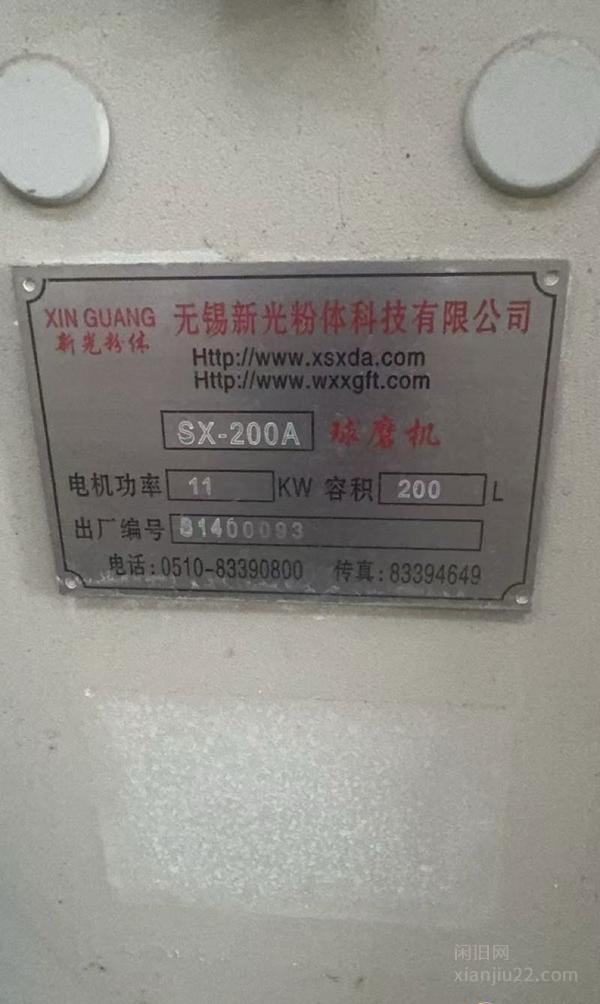 XIN GUANG 无锡新光粉体科技有限公司
新光粉体
Http://www.xsxda.com
Http://www.wxxgft.com
SX-200A 球磨机
电机功率 11 KW 容积 200 L
出厂编号 S1400093
电话:0510-83390800 传真:83394649
闲旧网
xianjiu22.com